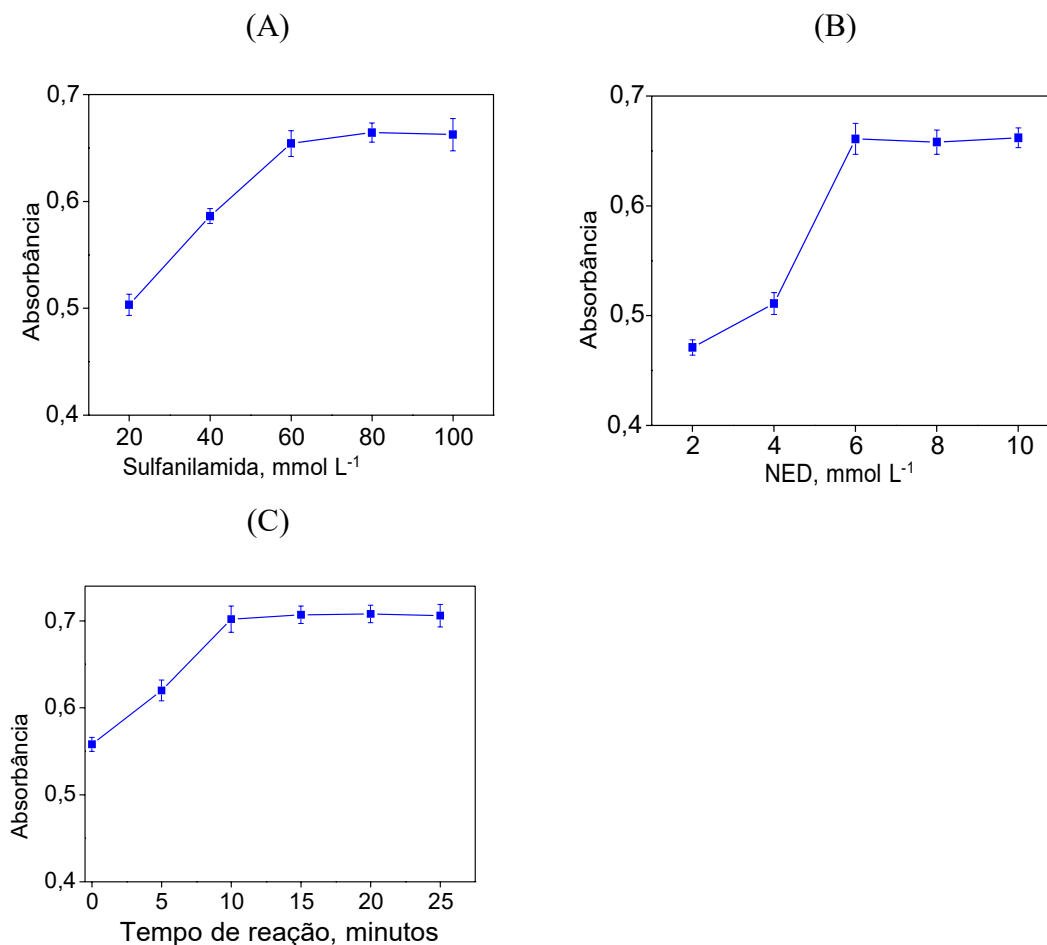 (A)
0,7
0,6
0,5
0,4
Absorbância
20 40 60 80 100
Sulfanilamida, mmol L⁻¹
(B)
0,7
0,6
0,5
0,4
Absorbância
2 4 6 8 10
NED, mmol L⁻¹
(C)
0,7
0,6
0,5
0,4
Absorbância
0 5 10 15 20 25
Tempo de reação, minutos